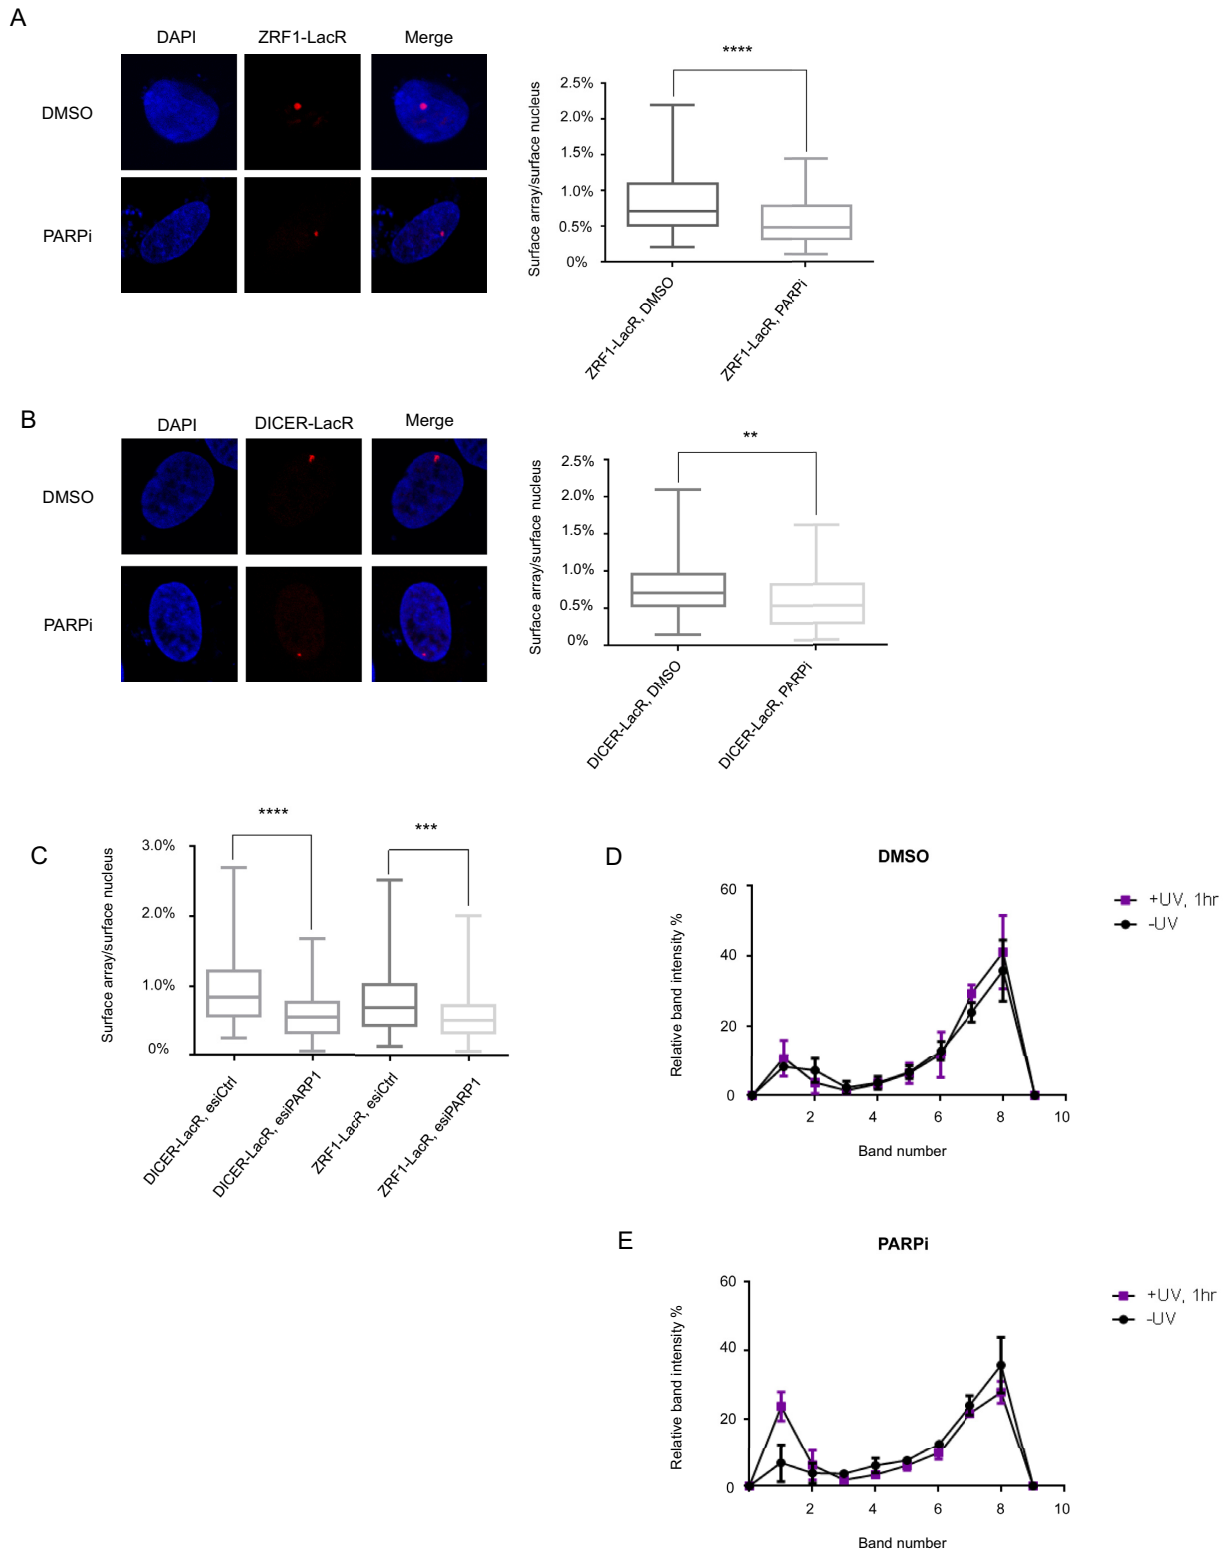 A
DAPI ZRF1-LacR Merge
DMSO
PARPi
****
Surface array/surface nucleus
2.5%
2.0%
1.5%
1.0%
0.5%
0%
ZRF1-LacR, DMSO
ZRF1-LacR, PARPi
B
DAPI DICER-LacR Merge
DMSO
PARPi
**
Surface array/surface nucleus
2.5%
2.0%
1.5%
1.0%
0.5%
0%
DICER-LacR, DMSO
DICER-LacR, PARPi
C
**** ***
Surface array/surface nucleus
3.0%
2.0%
1.0%
0%
DICER-LacR, esiCtrl
DICER-LacR, esiPARP1
ZRF1-LacR, esiCtrl
ZRF1-LacR, esiPARP1
D
DMSO
Relative band intensity %
60
40
20
0
2 4 6 8 10
Band number
+UV, 1hr
-UV
E
PARPi
Relative band intensity %
60
40
20
0
2 4 6 8 10
Band number
+UV, 1hr
-UV